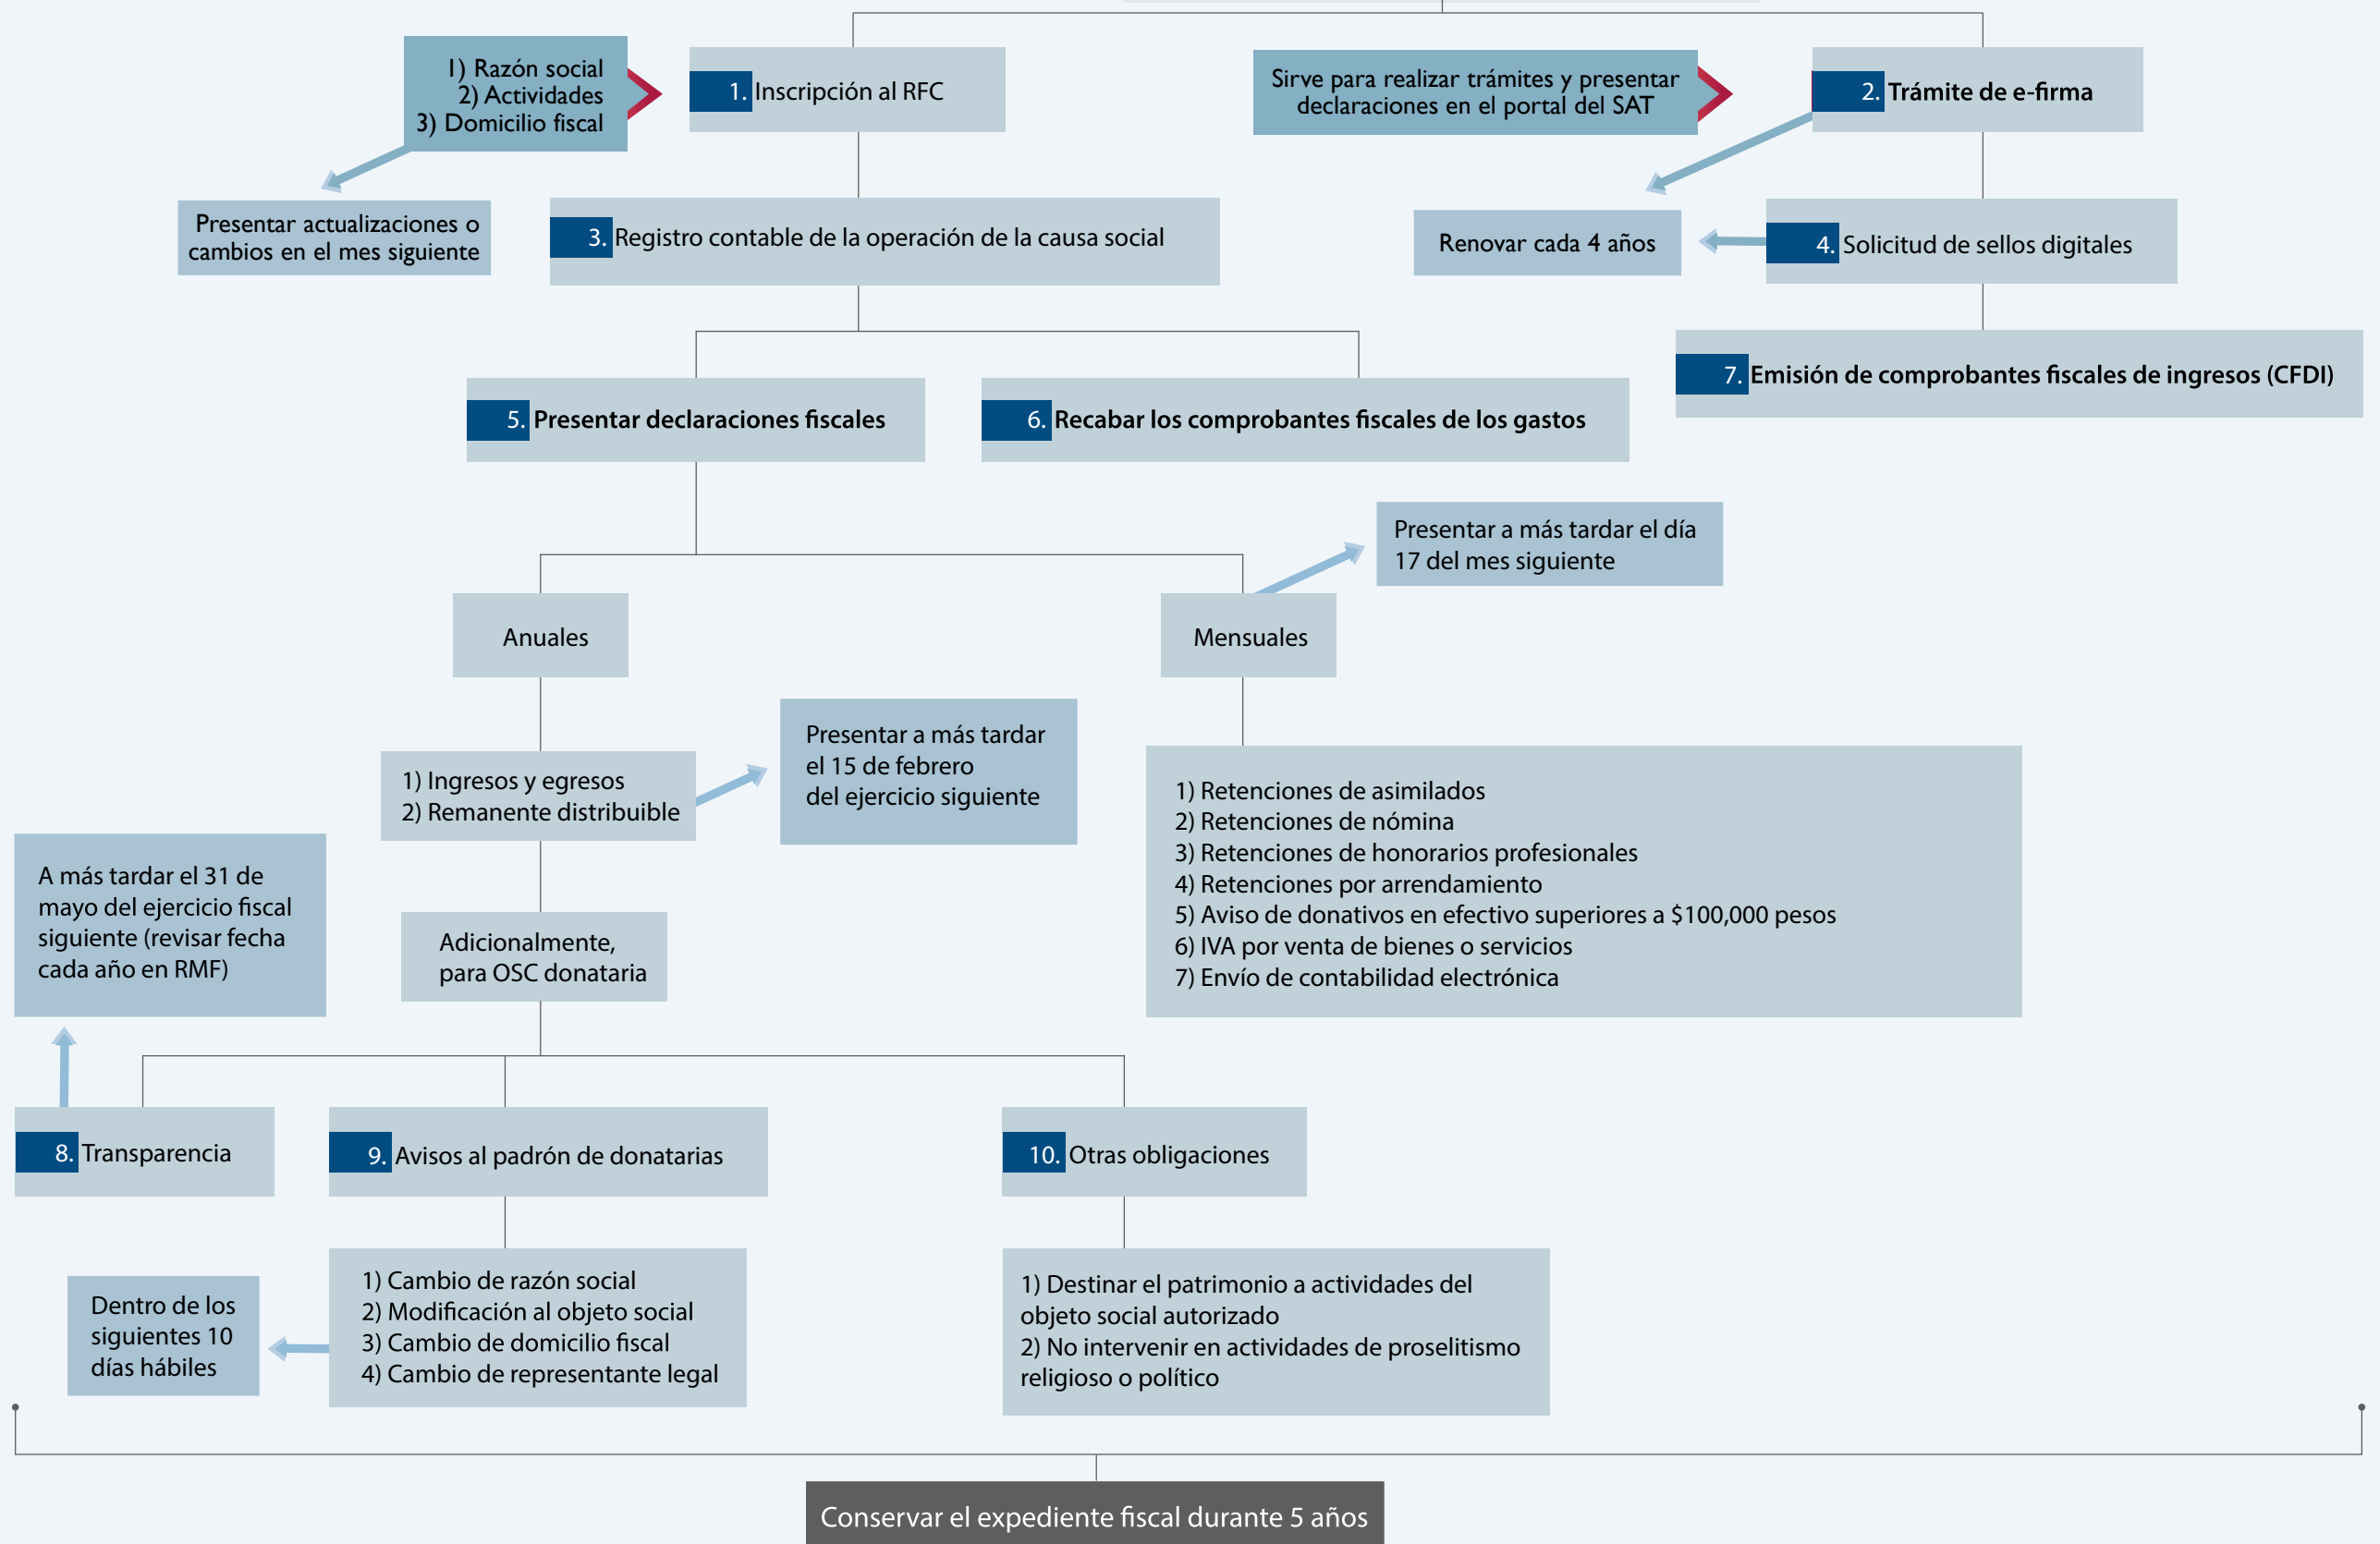 1) Razón social
2) Actividades
3) Domicilio fiscal
1. Inscripción al RFC
Sirve para realizar trámites y presentar
declaraciones en el portal del SAT
2. Trámite de e-firma
Presentar actualizaciones o
cambios en el mes siguiente
3. Registro contable de la operación de la causa social
Renovar cada 4 años
4. Solicitud de sellos digitales
5. Presentar declaraciones fiscales
6. Recabar los comprobantes fiscales de los gastos
7. Emisión de comprobantes fiscales de ingresos (CFDI)
Presentar a más tardar el día
17 del mes siguiente
Anuales
Mensuales
1) Ingresos y egresos
2) Remanente distribuible
Presentar a más tardar
el 15 de febrero
del ejercicio siguiente
1) Retenciones de asimilados
2) Retenciones de nómina
3) Retenciones de honorarios profesionales
4) Retenciones por arrendamiento
5) Aviso de donativos en efectivo superiores a $100,000 pesos
6) IVA por venta de bienes o servicios
7) Envío de contabilidad electrónica
A más tardar el 31 de
mayo del ejercicio fiscal
siguiente (revisar fecha
cada año en RMF)
Adicionalmente,
para OSC donataria
8. Transparencia
9. Avisos al padrón de donatarias
10. Otras obligaciones
Dentro de los
siguientes 10
días hábiles
1) Cambio de razón social
2) Modificación al objeto social
3) Cambio de domicilio fiscal
4) Cambio de representante legal
1) Destinar el patrimonio a actividades del
objeto social autorizado
2) No intervenir en actividades de proselitismo
religioso o político
Conservar el expediente fiscal durante 5 años